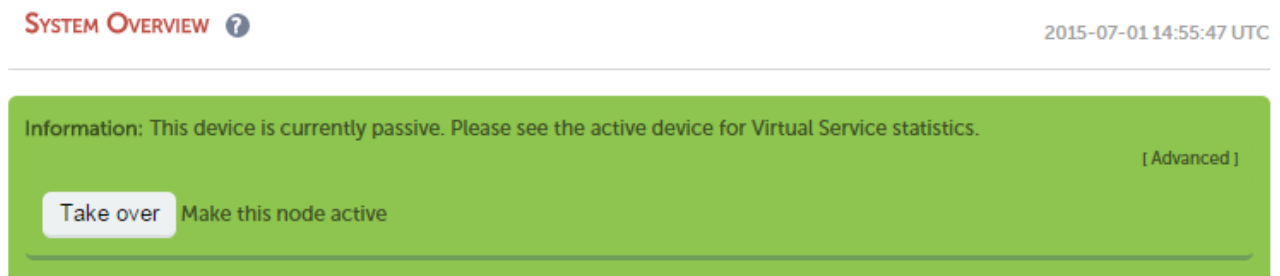 SYSTEM OVERVIEW ?
2015-07-01 14:55:47 UTC
Information: This device is currently passive. Please see the active device for Virtual Service statistics.
[ Advanced ]
Take over Make this node active